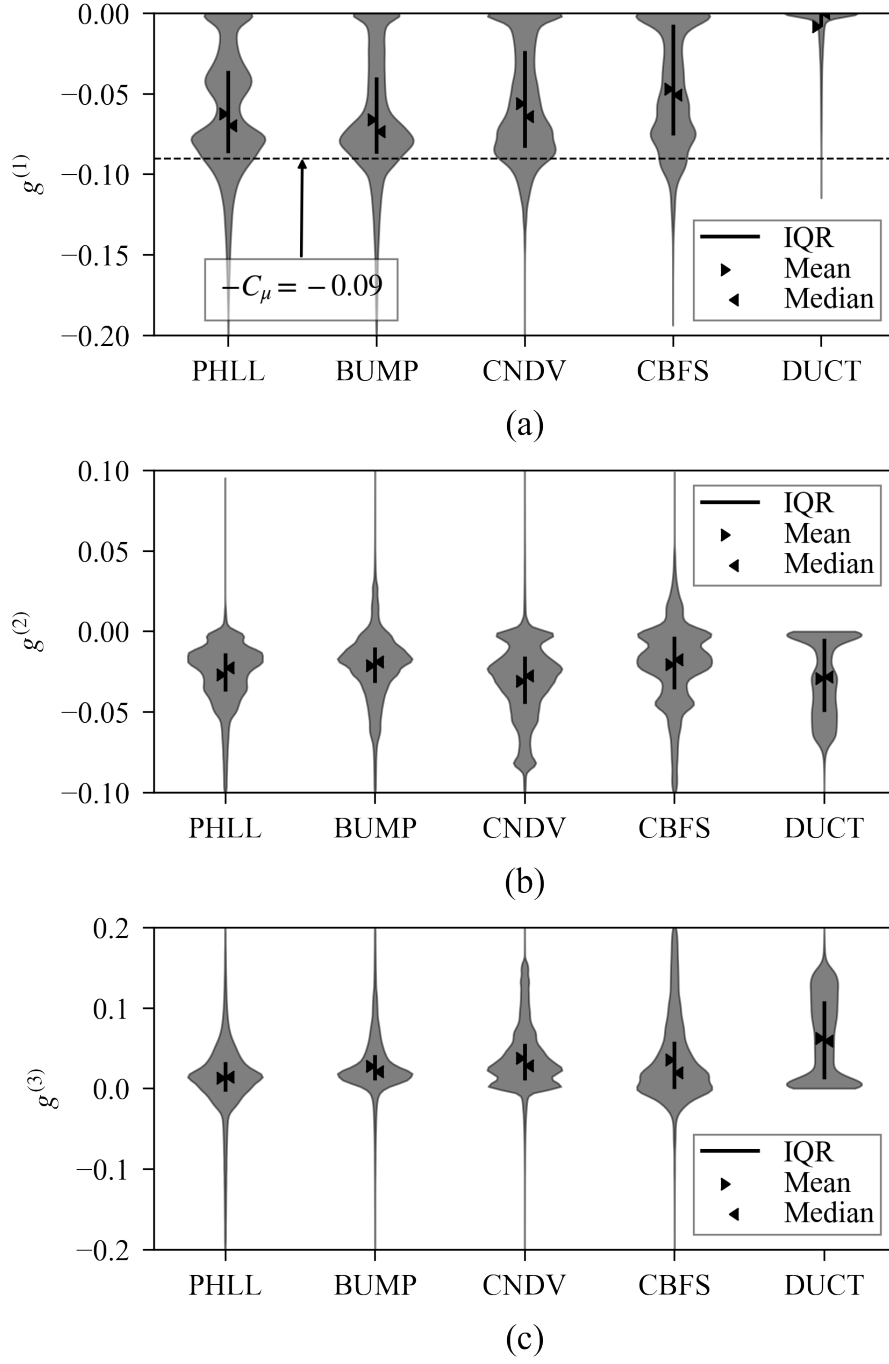 0.00
−0.05
−0.10
−0.15
−0.20
g⁽¹⁾
−C_μ = −0.09
IQR
Mean
Median
PHLL BUMP CNDV CBFS DUCT
(a)
0.10
0.05
0.00
−0.05
−0.10
g⁽²⁾
IQR
Mean
Median
PHLL BUMP CNDV CBFS DUCT
(b)
0.2
0.1
0.0
−0.1
−0.2
g⁽³⁾
IQR
Mean
Median
PHLL BUMP CNDV CBFS DUCT
(c)